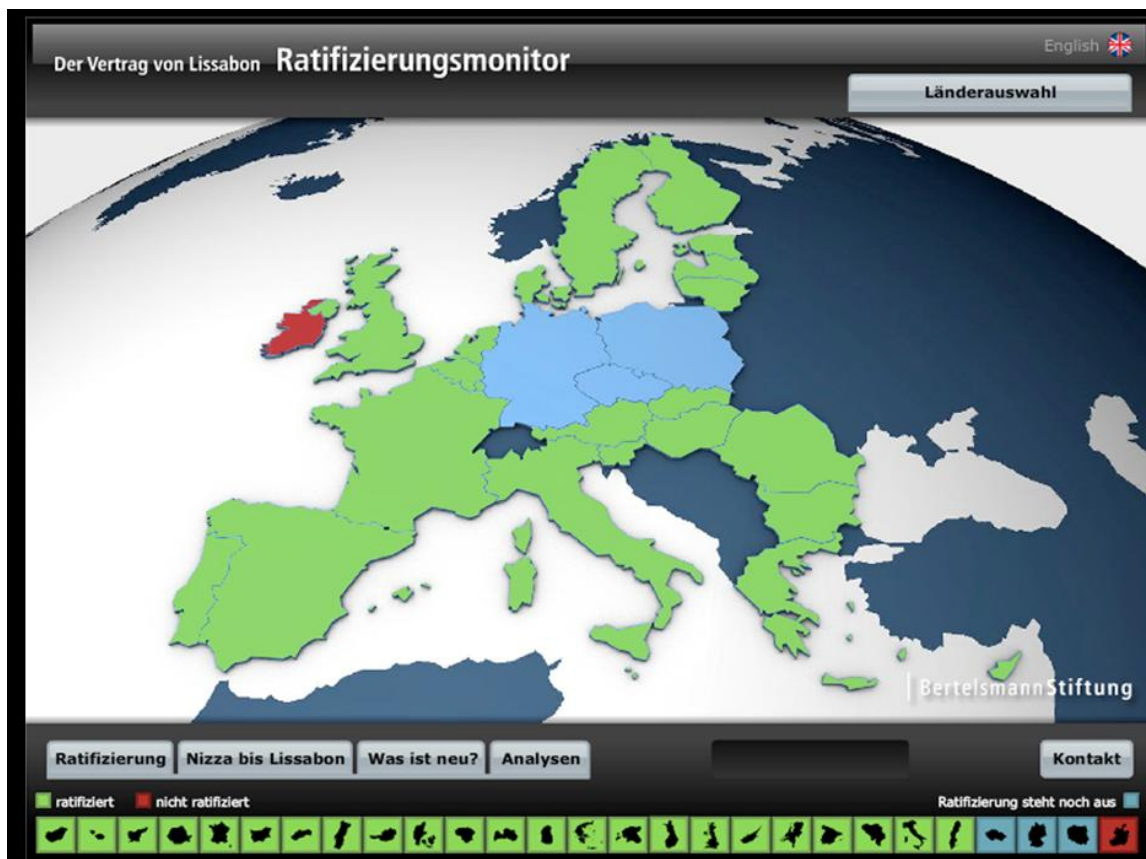 English
Der Vertrag von Lissabon Ratifizierungsmonitor
Länderauswahl
BertelsmannStiftung
Ratifizierung
Nizza bis Lissabon
Was ist neu?
Analysen
Kontakt
ratifiziert
nicht ratifiziert
Ratifizierung steht noch aus